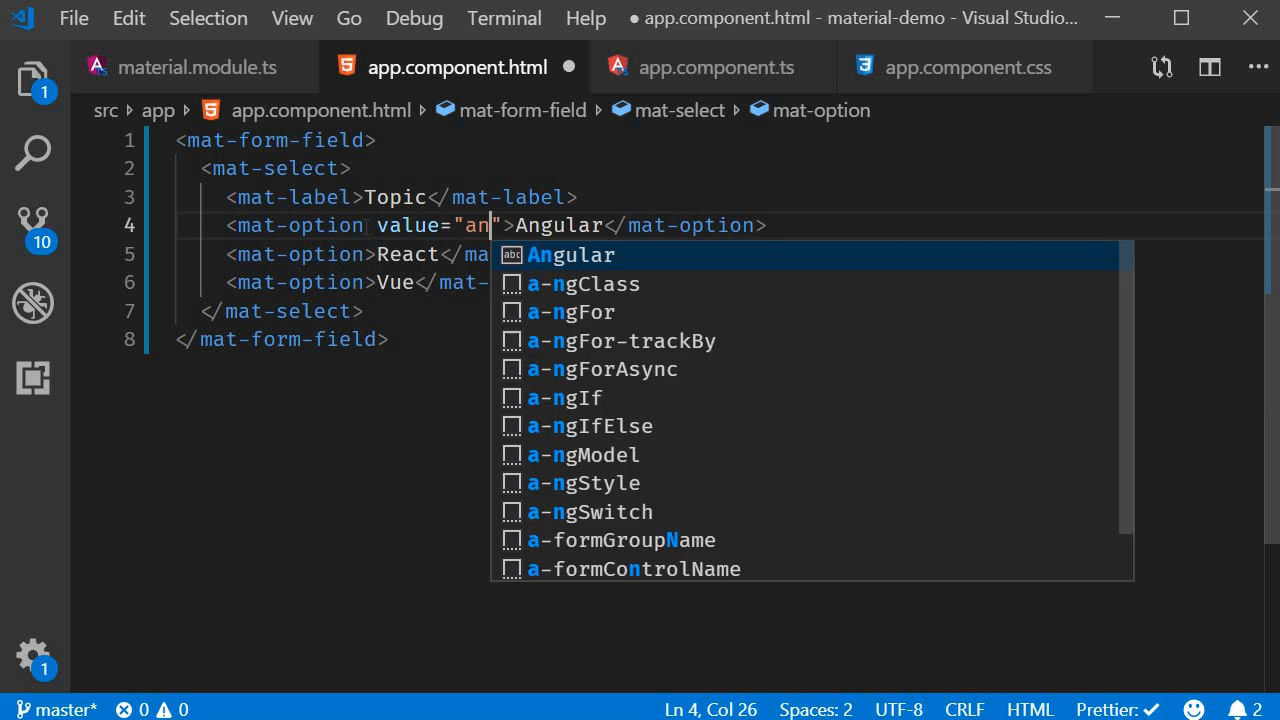 File Edit Selection View Go Debug Terminal Help ● app.component.html - material-demo - Visual Studio...
material.module.ts app.component.html app.component.ts app.component.css
src app app.component.html mat-form-field mat-select mat-option
1 <mat-form-field>
2 <mat-select>
3 <mat-label>Topic</mat-label>
4 <mat-option value="an">Angular</mat-option>
5 <mat-option>React</ma
6 <mat-option>Vue</mat-
7 </mat-select>
8 </mat-form-field>
abc Angular
a-ngClass
a-ngFor
a-ngFor-trackBy
a-ngForAsync
a-ngIf
a-ngIfElse
a-ngModel
a-ngStyle
a-ngSwitch
a-formGroupName
a-formControlName
1
10
1
master* 0 0 Ln 4, Col 26 Spaces: 2 UTF-8 CRLF HTML Prettier: ✓ 2